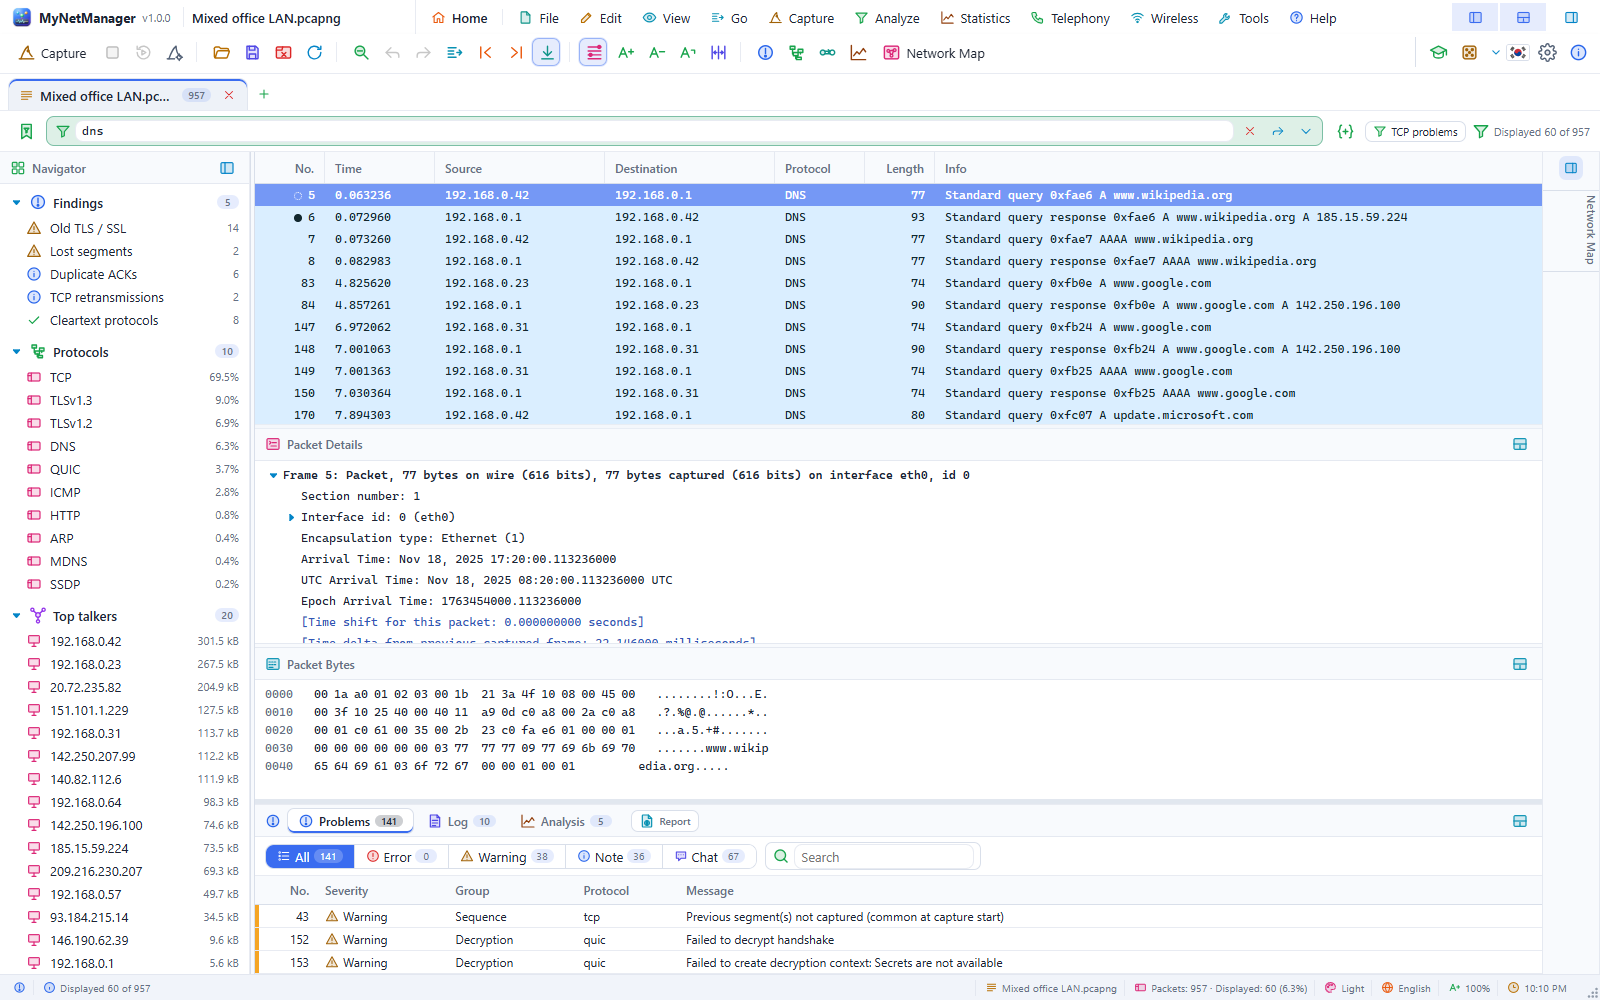 MyNetManager v1.0.0 Mixed office LAN.pcapng Home File Edit View Go Capture Analyze Statistics Telephony Wireless Tools Help
Capture A+ A− Network Map
Mixed office LAN.pc... 957
dns TCP problems Displayed 60 of 957
Navigator
Findings 5
Old TLS / SSL 14
Lost segments 2
Duplicate ACKs 6
TCP retransmissions 2
Cleartext protocols 8
Protocols 10
TCP 69.5%
TLSv1.3 9.0%
TLSv1.2 6.9%
DNS 6.3%
QUIC 3.7%
ICMP 2.8%
HTTP 0.8%
ARP 0.4%
MDNS 0.4%
SSDP 0.2%
Top talkers 20
192.168.0.42 301.5 kB
192.168.0.23 267.5 kB
20.72.235.82 204.9 kB
151.101.1.229 127.5 kB
192.168.0.31 113.7 kB
142.250.207.99 112.2 kB
140.82.112.6 111.9 kB
192.168.0.64 98.3 kB
142.250.196.100 74.6 kB
185.15.59.224 73.5 kB
209.216.230.207 69.3 kB
192.168.0.57 49.7 kB
93.184.215.14 34.5 kB
146.190.62.39 9.6 kB
192.168.0.1 5.6 kB
No. Time Source Destination Protocol Length Info
5 0.063236 192.168.0.42 192.168.0.1 DNS 77 Standard query 0xfae6 A www.wikipedia.org
6 0.072960 192.168.0.1 192.168.0.42 DNS 93 Standard query response 0xfae6 A www.wikipedia.org A 185.15.59.224
7 0.073260 192.168.0.42 192.168.0.1 DNS 77 Standard query 0xfae7 AAAA www.wikipedia.org
8 0.082983 192.168.0.1 192.168.0.42 DNS 77 Standard query response 0xfae7 AAAA www.wikipedia.org
83 4.825620 192.168.0.23 192.168.0.1 DNS 74 Standard query 0xfb0e A www.google.com
84 4.857261 192.168.0.1 192.168.0.23 DNS 90 Standard query response 0xfb0e A www.google.com A 142.250.196.100
147 6.972062 192.168.0.31 192.168.0.1 DNS 74 Standard query 0xfb24 A www.google.com
148 7.001063 192.168.0.1 192.168.0.31 DNS 90 Standard query response 0xfb24 A www.google.com A 142.250.196.100
149 7.001363 192.168.0.31 192.168.0.1 DNS 74 Standard query 0xfb25 AAAA www.google.com
150 7.030364 192.168.0.1 192.168.0.31 DNS 74 Standard query response 0xfb25 AAAA www.google.com
170 7.894303 192.168.0.42 192.168.0.1 DNS 80 Standard query 0xfc07 A update.microsoft.com
Network Map
Packet Details
Frame 5: Packet, 77 bytes on wire (616 bits), 77 bytes captured (616 bits) on interface eth0, id 0
Section number: 1
Interface id: 0 (eth0)
Encapsulation type: Ethernet (1)
Arrival Time: Nov 18, 2025 17:20:00.113236000
UTC Arrival Time: Nov 18, 2025 08:20:00.113236000 UTC
Epoch Arrival Time: 1763454000.113236000
[Time shift for this packet: 0.000000000 seconds]
[Time delta from previous captured frame: 22.146000 milliseconds]
Packet Bytes
0000 00 1a a0 01 02 03 00 1b 21 3a 4f 10 08 00 45 00 ........!:O...E.
0010 00 3f 10 25 40 00 40 11 a9 0d c0 a8 00 2a c0 a8 .?.%@.@......*..
0020 00 01 c0 61 00 35 00 2b 23 c0 fa e6 01 00 00 01 ...a.5.+#.......
0030 00 00 00 00 00 00 03 77 77 77 09 77 69 6b 69 70 .......www.wikip
0040 65 64 69 61 03 6f 72 67 00 00 01 00 01 edia.org.....
Problems 141 Log 10 Analysis 5 Report
All 141 Error 0 Warning 38 Note 36 Chat 67 Search
No. Severity Group Protocol Message
43 Warning Sequence tcp Previous segment(s) not captured (common at capture start)
152 Warning Decryption quic Failed to decrypt handshake
153 Warning Decryption quic Failed to create decryption context: Secrets are not available
Displayed 60 of 957 Mixed office LAN.pcapng Packets: 957 · Displayed: 60 (6.3%) Light English A+ 100% 10:10 PM